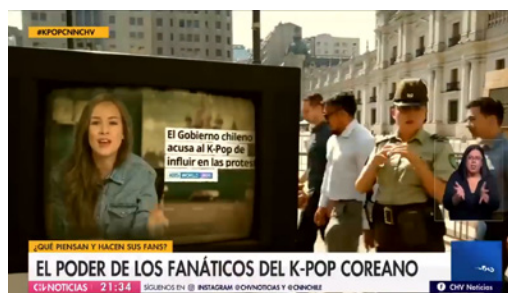 #KPOPCNNCHV
El Gobierno chileno
acusa al K-Pop de
influir en las protes
¿QUÉ PIENSAN Y HACEN SUS FANS?
EL PODER DE LOS FANÁTICOS DEL K-POP COREANO
CHV NOTICIAS 21:34 SÍGUENOS EN INSTAGRAM @CHVNOTICIAS Y @CNNCHILE
CHV Noticias